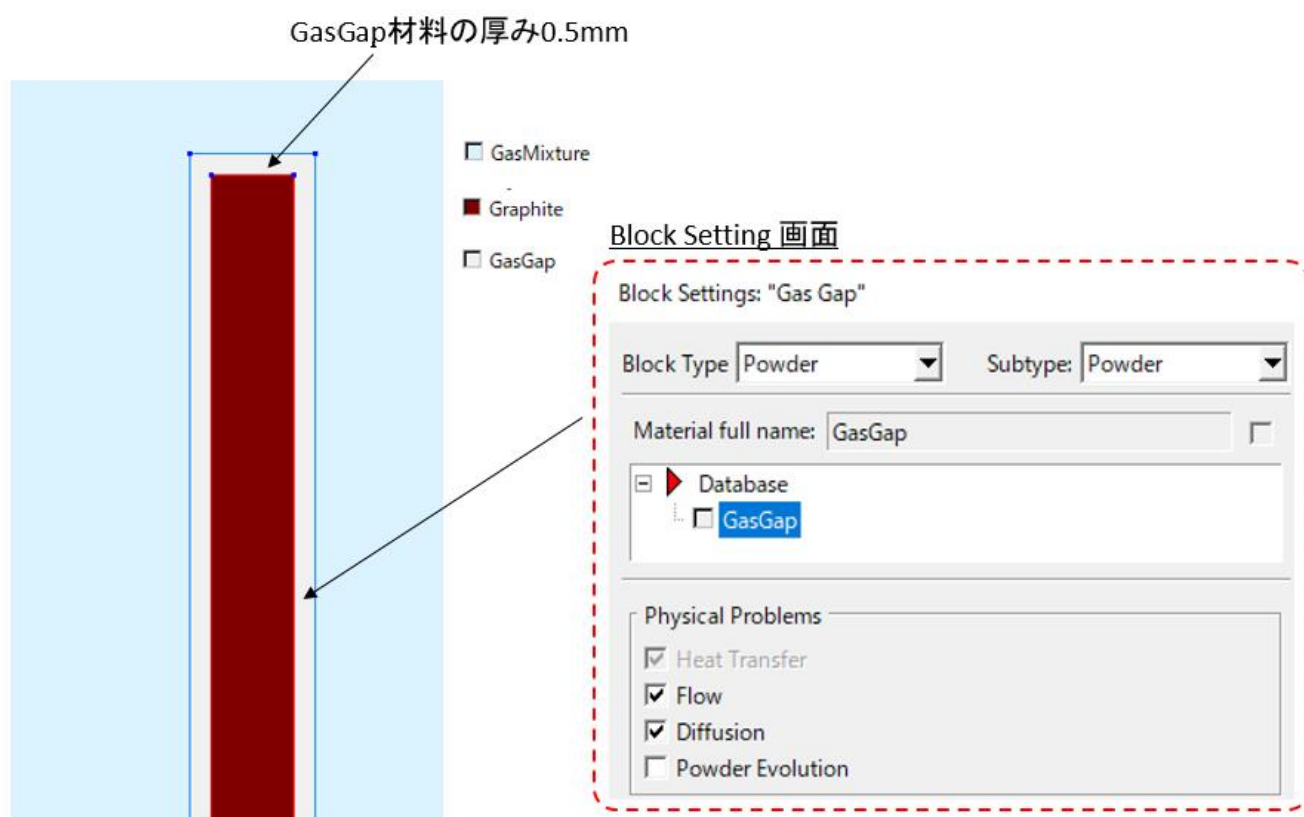 GasGap材料の厚み0.5mm
GasMixture
Graphite
GasGap
Block Setting 画面
Block Settings: "Gas Gap"
Block Type Powder Subtype: Powder
Material full name: GasGap
Database
GasGap
Physical Problems
Heat Transfer
Flow
Diffusion
Powder Evolution